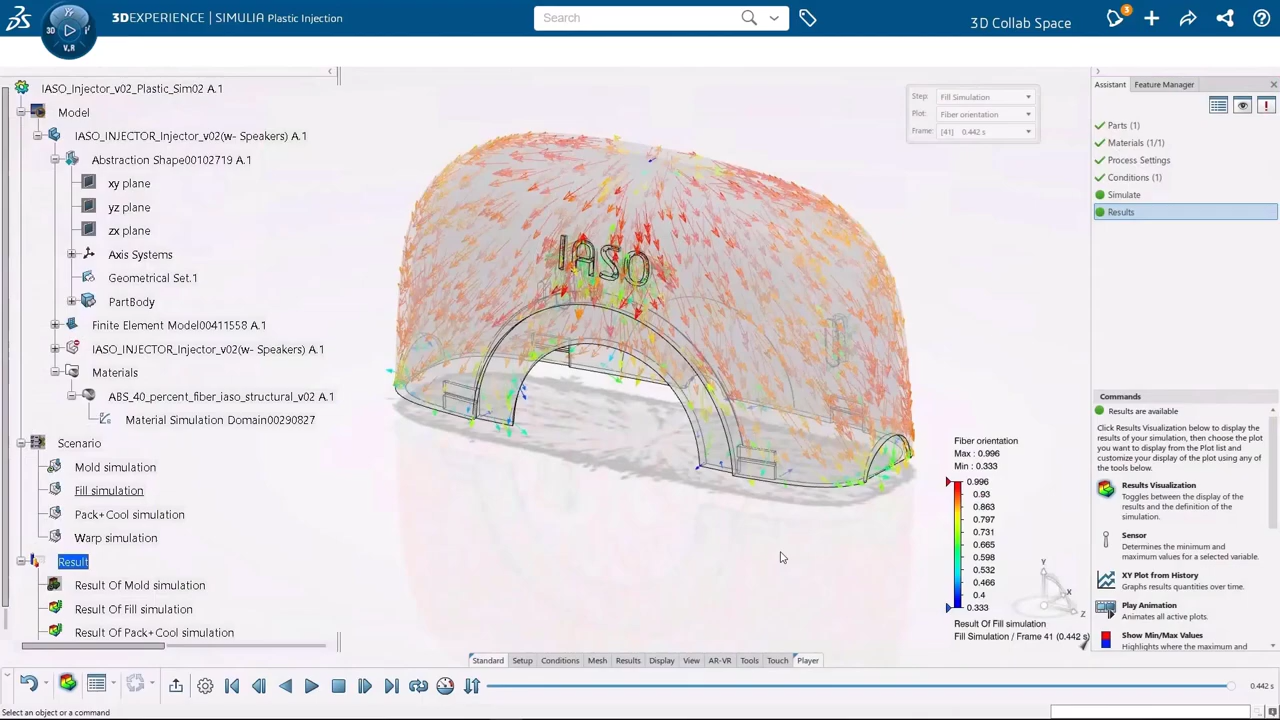 3DEXPERIENCE | SIMULIA Plastic Injection
Search
3D Collab Space
3
3D
V.R
IASO_Injector_v02_Plastic_Sim02 A.1
Model
IASO_INJECTOR_Injector_v02(w- Speakers) A.1
Abstraction Shape00102719 A.1
xy plane
yz plane
zx plane
Axis Systems
Geometrical Set.1
PartBody
Finite Element Model00411558 A.1
IASO_INJECTOR_Injector_v02(w- Speakers) A.1
Materials
ABS_40_percent_fiber_iaso_structural_v02 A.1
Material Simulation Domain00290827
Scenario
Mold simulation
Fill simulation
Pack+Cool simulation
Warp simulation
Result
Result Of Mold simulation
Result Of Fill simulation
Result Of Pack+Cool simulation
IASO
Step: Fill Simulation
Plot: Fiber orientation
Frame: [41] 0.442 s
Fiber orientation
Max : 0.996
Min : 0.333
0.996
0.93
0.863
0.797
0.731
0.665
0.598
0.532
0.466
0.4
0.333
Y
X
Z
Result Of Fill simulation
Fill Simulation / Frame 41 (0.442 s)
Assistant
Feature Manager
Parts (1)
Materials (1/1)
Process Settings
Conditions (1)
Simulate
Results
Commands
Results are available
Click Results Visualization below to display the
results of your simulation, then choose the plot
you want to display from the Plot list and
customize your display of the plot using any of
the tools below.
Results Visualization
Toggles between the display of the
results and the definition of the
simulation.
Sensor
Determines the minimum and
maximum values for a selected variable.
XY Plot from History
Graphs results quantities over time.
Play Animation
Animates all active plots.
Show Min/Max Values
Highlights where the maximum and
Standard
Setup
Conditions
Mesh
Results
Display
View
AR-VR
Tools
Touch
Player
0.442 s
Select an object or a command